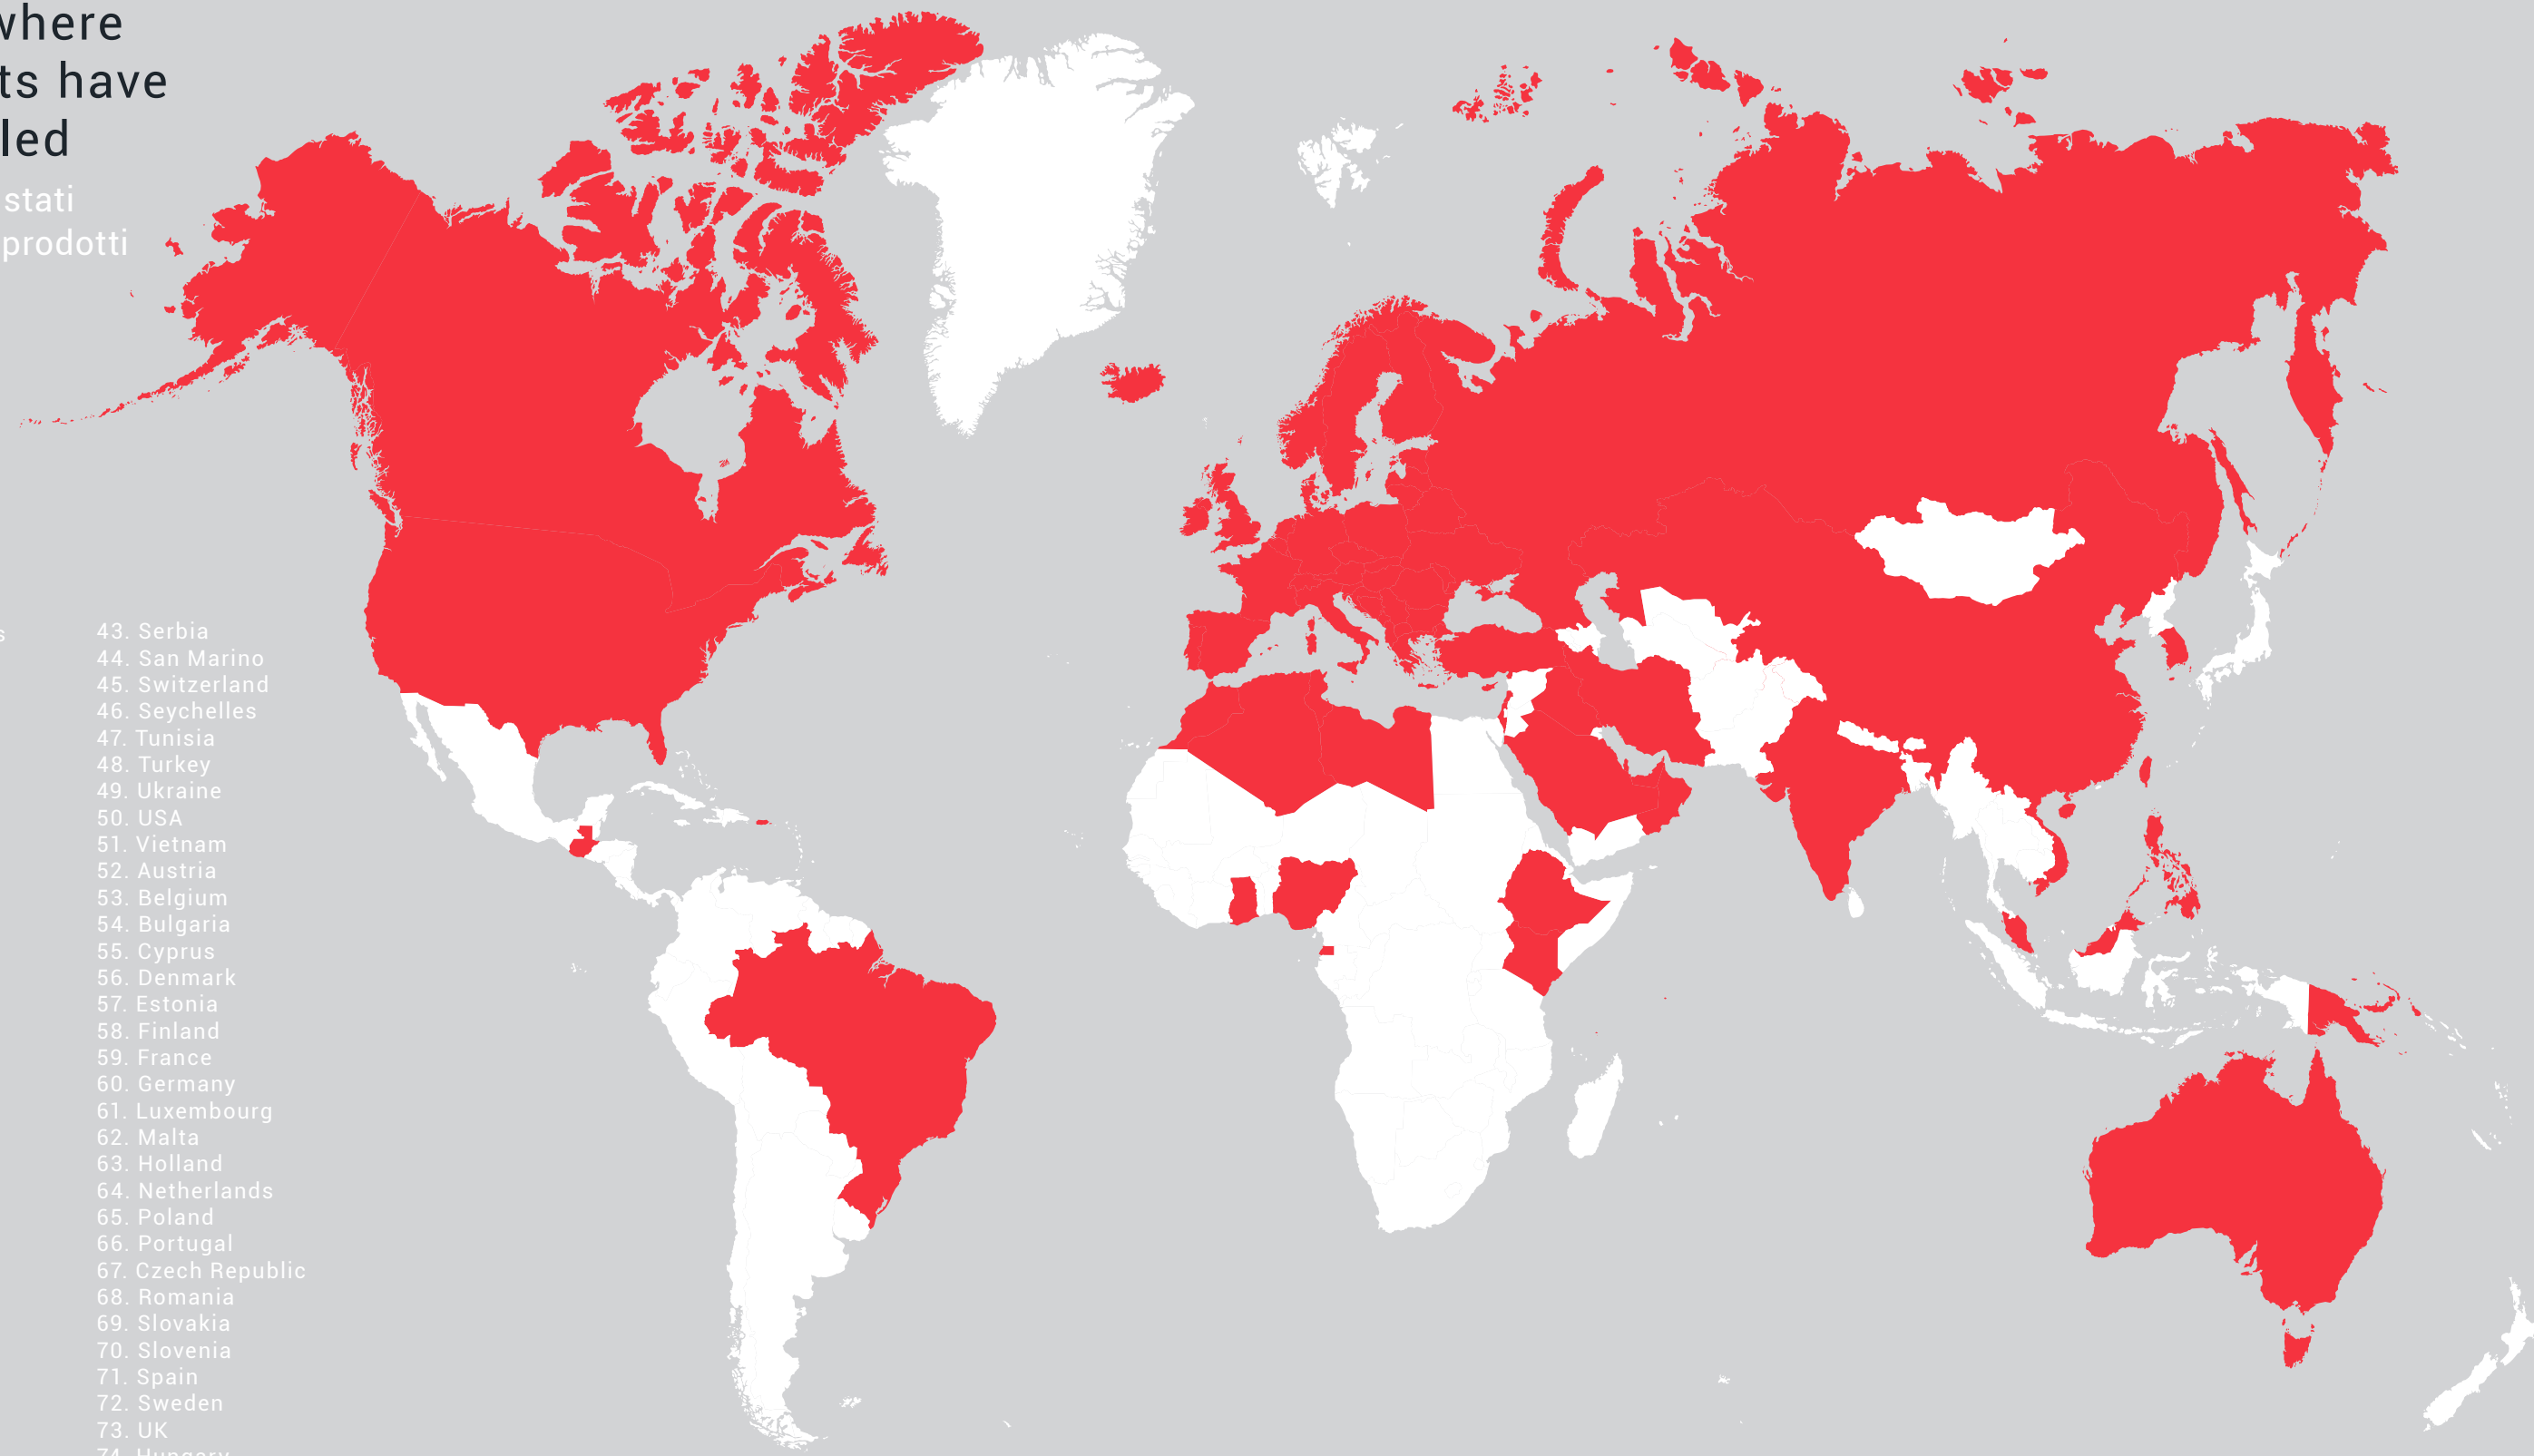 where
ts have
led
stati
prodotti
s
43. Serbia
44. San Marino
45. Switzerland
46. Seychelles
47. Tunisia
48. Turkey
49. Ukraine
50. USA
51. Vietnam
52. Austria
53. Belgium
54. Bulgaria
55. Cyprus
56. Denmark
57. Estonia
58. Finland
59. France
60. Germany
61. Luxembourg
62. Malta
63. Holland
64. Netherlands
65. Poland
66. Portugal
67. Czech Republic
68. Romania
69. Slovakia
70. Slovenia
71. Spain
72. Sweden
73. UK
74. Hungary